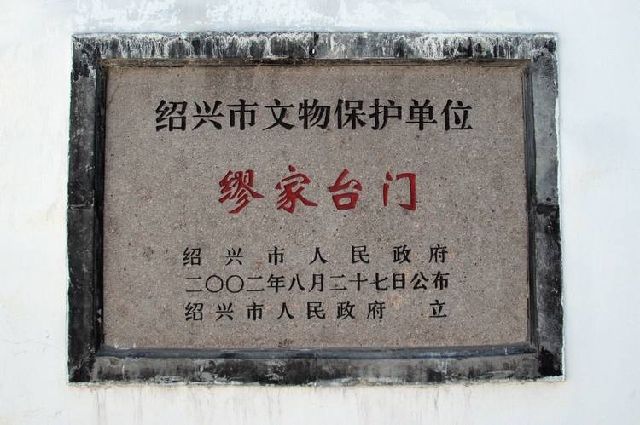 绍兴市文物保护单位
缪家台门
绍兴市人民政府
二〇〇二年八月二十七日公布
绍兴市人民政府 立